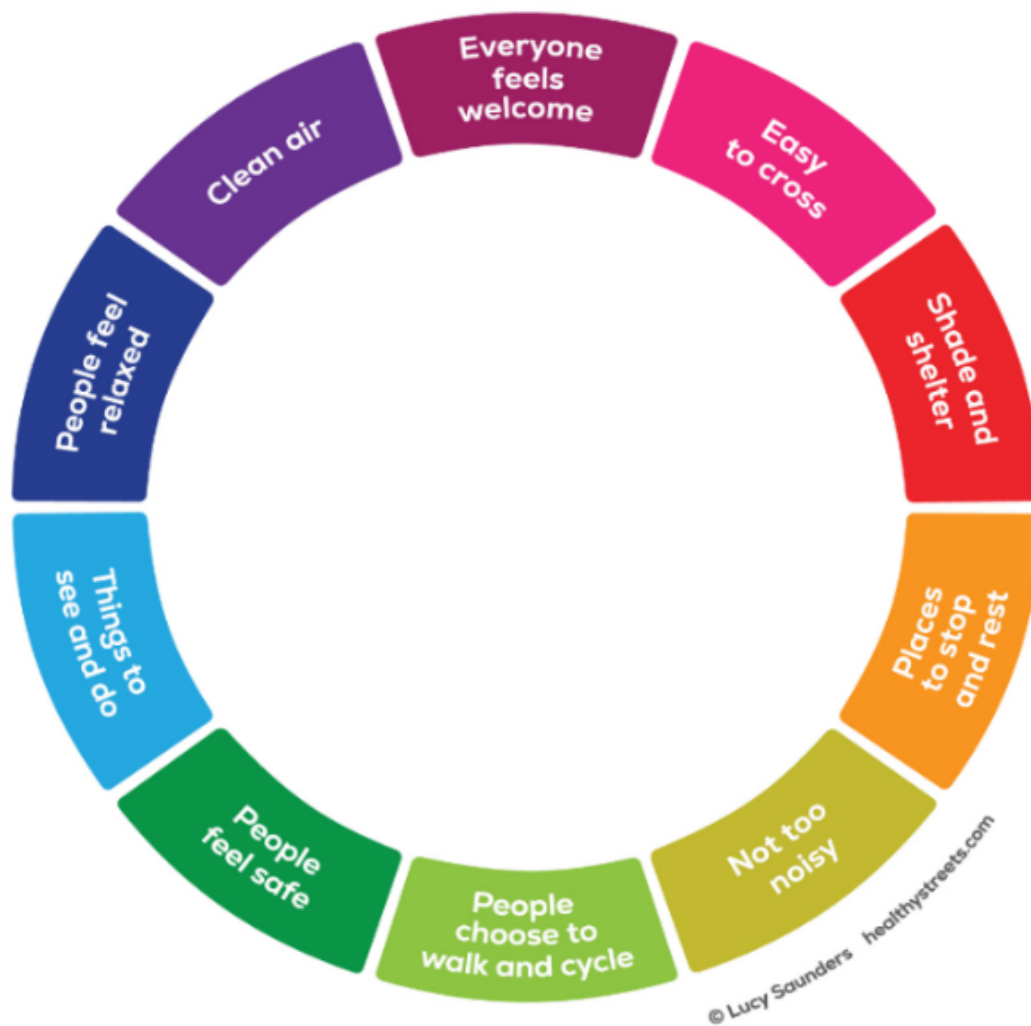 Everyone
feels
welcome
Easy
to cross
Shade and
shelter
Places
to stop
and rest
Not too
noisy
People
choose to
walk and cycle
People
feel safe
Things to
see and do
People feel
relaxed
Clean air
© Lucy Saunders healthystreets.com